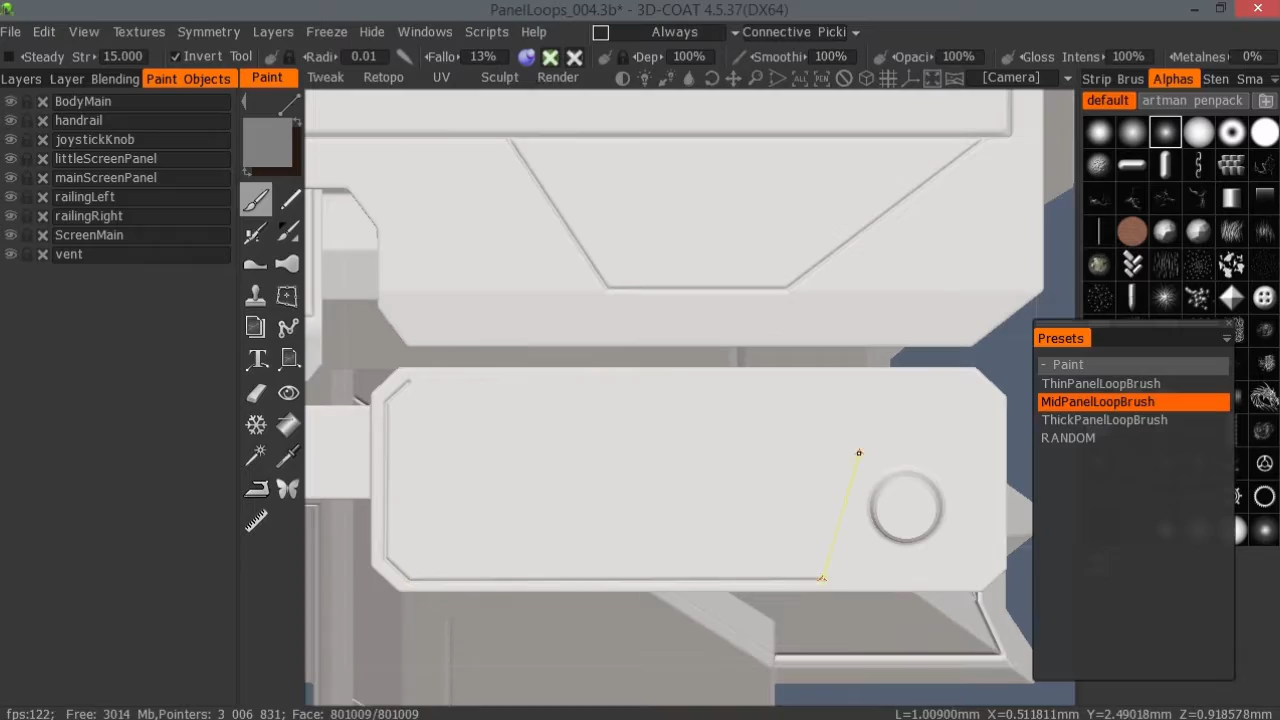 PanelLoops_004.3b* - 3D-COAT 4.5.37(DX64)
File Edit View Textures Symmetry Layers Freeze Hide Windows Scripts Help Always Connective Picki
Steady Str 15.000 Invert Tool Radi 0.01 Fallo 13% Dep 100% Smoothi 100% Opaci 100% Gloss Intens 100% Metalnes 0%
Layers Layer Blending Paint Objects Paint Tweak Retopo UV Sculpt Render ALL PEN [Camera] Strip Brus Alphas Sten Sma
default artman penpack
BodyMain
handrail
joystickKnob
littleScreenPanel
mainScreenPanel
railingLeft
railingRight
ScreenMain
vent
Presets
- Paint
ThinPanelLoopBrush
MidPanelLoopBrush
ThickPanelLoopBrush
RANDOM
fps:122; Free: 3014 Mb,Pointers: 3 006 831; Face: 801009/801009 L=1.00900mm X=0.511811mm Y=2.49018mm Z=0.918578mm